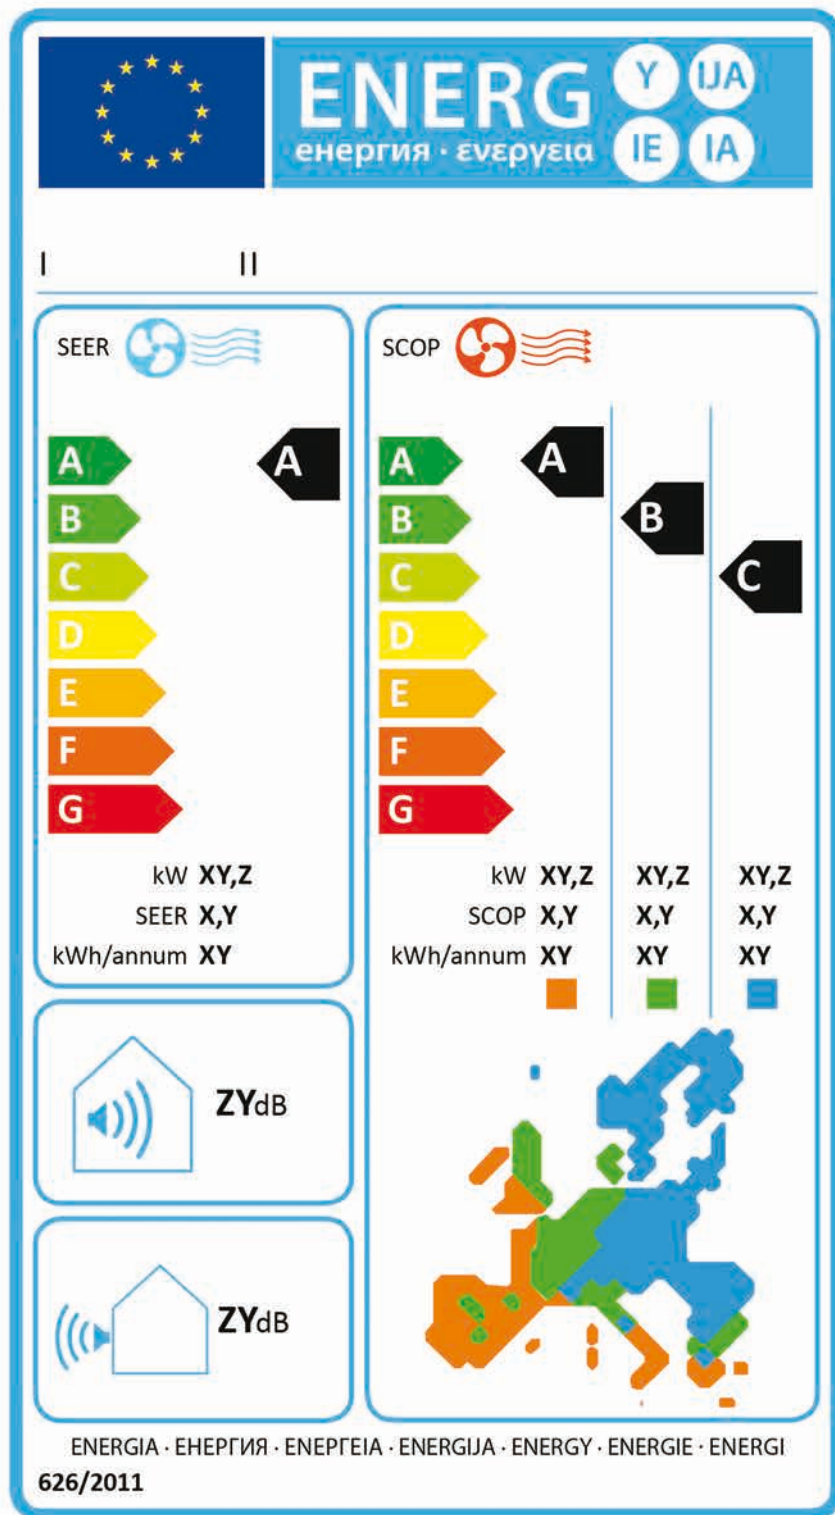 ENERG Y IJA
енергия · ενεργεια IE IA
I II
SEER
A A
B
C
D
E
F
G
kW XY,Z
SEER X,Y
kWh/annum XY
SCOP
A A
B B
C C
D
E
F
G
kW XY,Z XY,Z XY,Z
SCOP X,Y X,Y X,Y
kWh/annum XY XY XY
ZYdB
ZYdB
ENERGIA · ЕНЕРГИЯ · ΕΝΕΡΓΕΙΑ · ENERGIJA · ENERGY · ENERGIE · ENERGI
626/2011